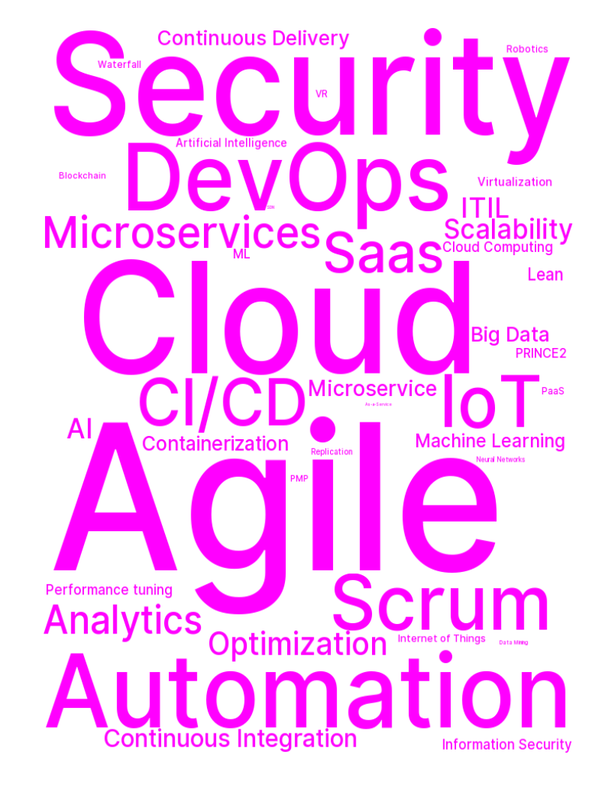 Continuous Delivery
Security
Robotics
Waterfall
VR
Artificial Intelligence
DevOps
Blockchain
Virtualization
ITIL
Microservices
Scalability
Saas
Cloud Computing
ML
Lean
Cloud
Big Data
PRINCE2
CI/CD
Microservice
IoT
PaaS
AI
Containerization
Machine Learning
Replication
Neural Networks
Agile
PMP
Performance tuning
Scrum
Analytics
Optimization
Internet of Things
Data Mining
Automation
Continuous Integration
Information Security